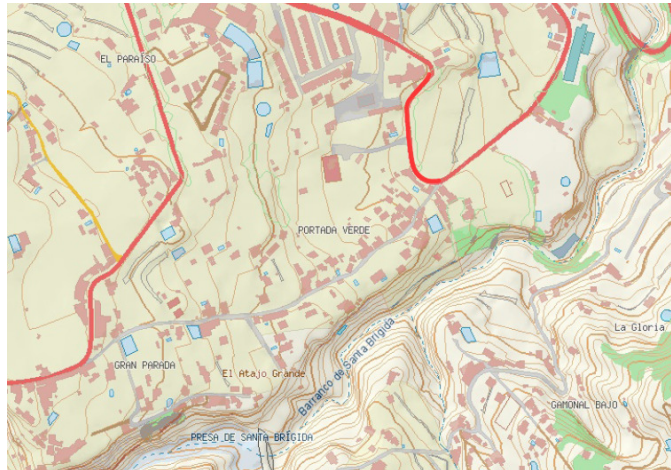 EL PARAÍSO
PORTADA VERDE
La Gloria
Barranco de Santa Brígida
GRAN PARADA
El Atajo Grande
GAMONAL BAJO
PRESA DE SANTA BRÍGIDA